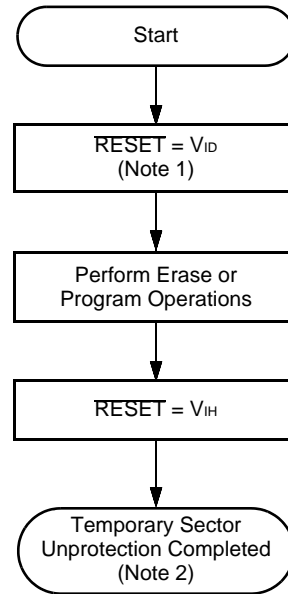 Start
RESET = VID
(Note 1)
Perform Erase or
Program Operations
RESET = VIH
Temporary Sector
Unprotection Completed
(Note 2)